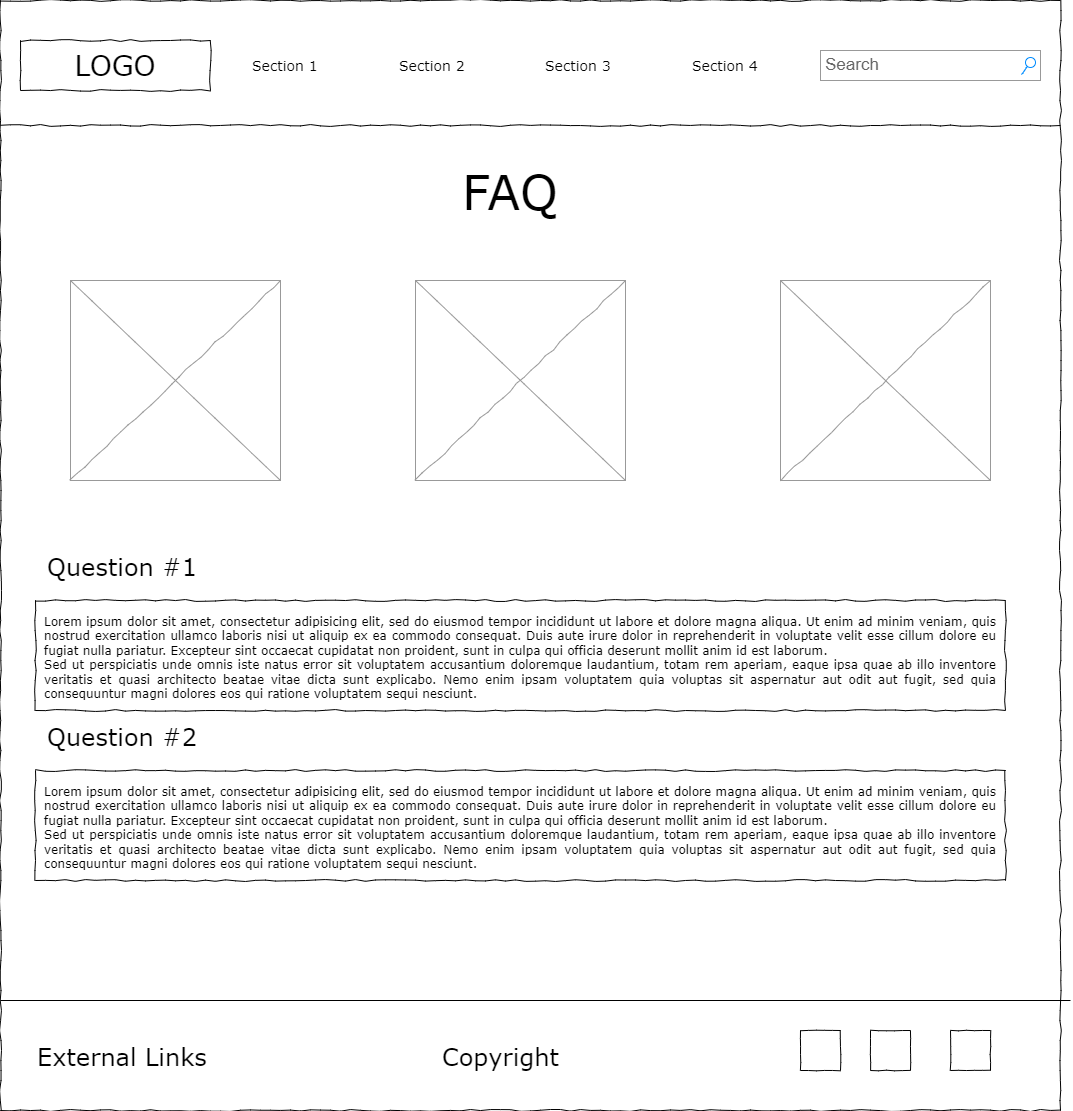 LOGO
Section 1
Section 2
Section 3
Section 4
Search
FAQ
Question #1
Lorem ipsum dolor sit amet, consectetur adipisicing elit, sed do eiusmod tempor incididunt ut labore et dolore magna aliqua. Ut enim ad minim veniam, quis
nostrud exercitation ullamco laboris nisi ut aliquip ex ea commodo consequat. Duis aute irure dolor in reprehenderit in voluptate velit esse cillum dolore eu
fugiat nulla pariatur. Excepteur sint occaecat cupidatat non proident, sunt in culpa qui officia deserunt mollit anim id est laborum.
Sed ut perspiciatis unde omnis iste natus error sit voluptatem accusantium doloremque laudantium, totam rem aperiam, eaque ipsa quae ab illo inventore
veritatis et quasi architecto beatae vitae dicta sunt explicabo. Nemo enim ipsam voluptatem quia voluptas sit aspernatur aut odit aut fugit, sed quia
consequuntur magni dolores eos qui ratione voluptatem sequi nesciunt.
Question #2
Lorem ipsum dolor sit amet, consectetur adipisicing elit, sed do eiusmod tempor incididunt ut labore et dolore magna aliqua. Ut enim ad minim veniam, quis
nostrud exercitation ullamco laboris nisi ut aliquip ex ea commodo consequat. Duis aute irure dolor in reprehenderit in voluptate velit esse cillum dolore eu
fugiat nulla pariatur. Excepteur sint occaecat cupidatat non proident, sunt in culpa qui officia deserunt mollit anim id est laborum.
Sed ut perspiciatis unde omnis iste natus error sit voluptatem accusantium doloremque laudantium, totam rem aperiam, eaque ipsa quae ab illo inventore
veritatis et quasi architecto beatae vitae dicta sunt explicabo. Nemo enim ipsam voluptatem quia voluptas sit aspernatur aut odit aut fugit, sed quia
consequuntur magni dolores eos qui ratione voluptatem sequi nesciunt.
External Links
Copyright